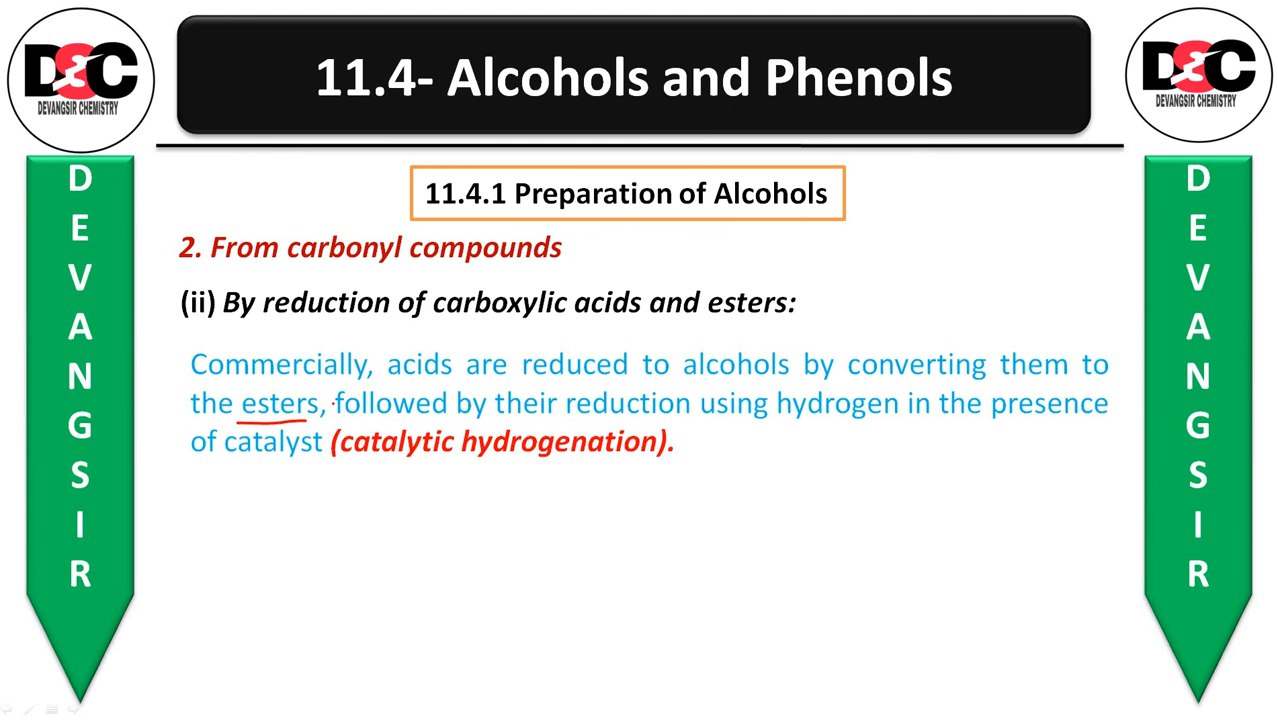 DSC
DEVANGSIR CHEMISTRY
11.4- Alcohols and Phenols
DSC
DEVANGSIR CHEMISTRY
D
E
V
A
N
G
S
I
R
11.4.1 Preparation of Alcohols
2. From carbonyl compounds
(ii) By reduction of carboxylic acids and esters:
Commercially, acids are reduced to alcohols by converting them to
the esters, followed by their reduction using hydrogen in the presence
of catalyst (catalytic hydrogenation).
D
E
V
A
N
G
S
I
R